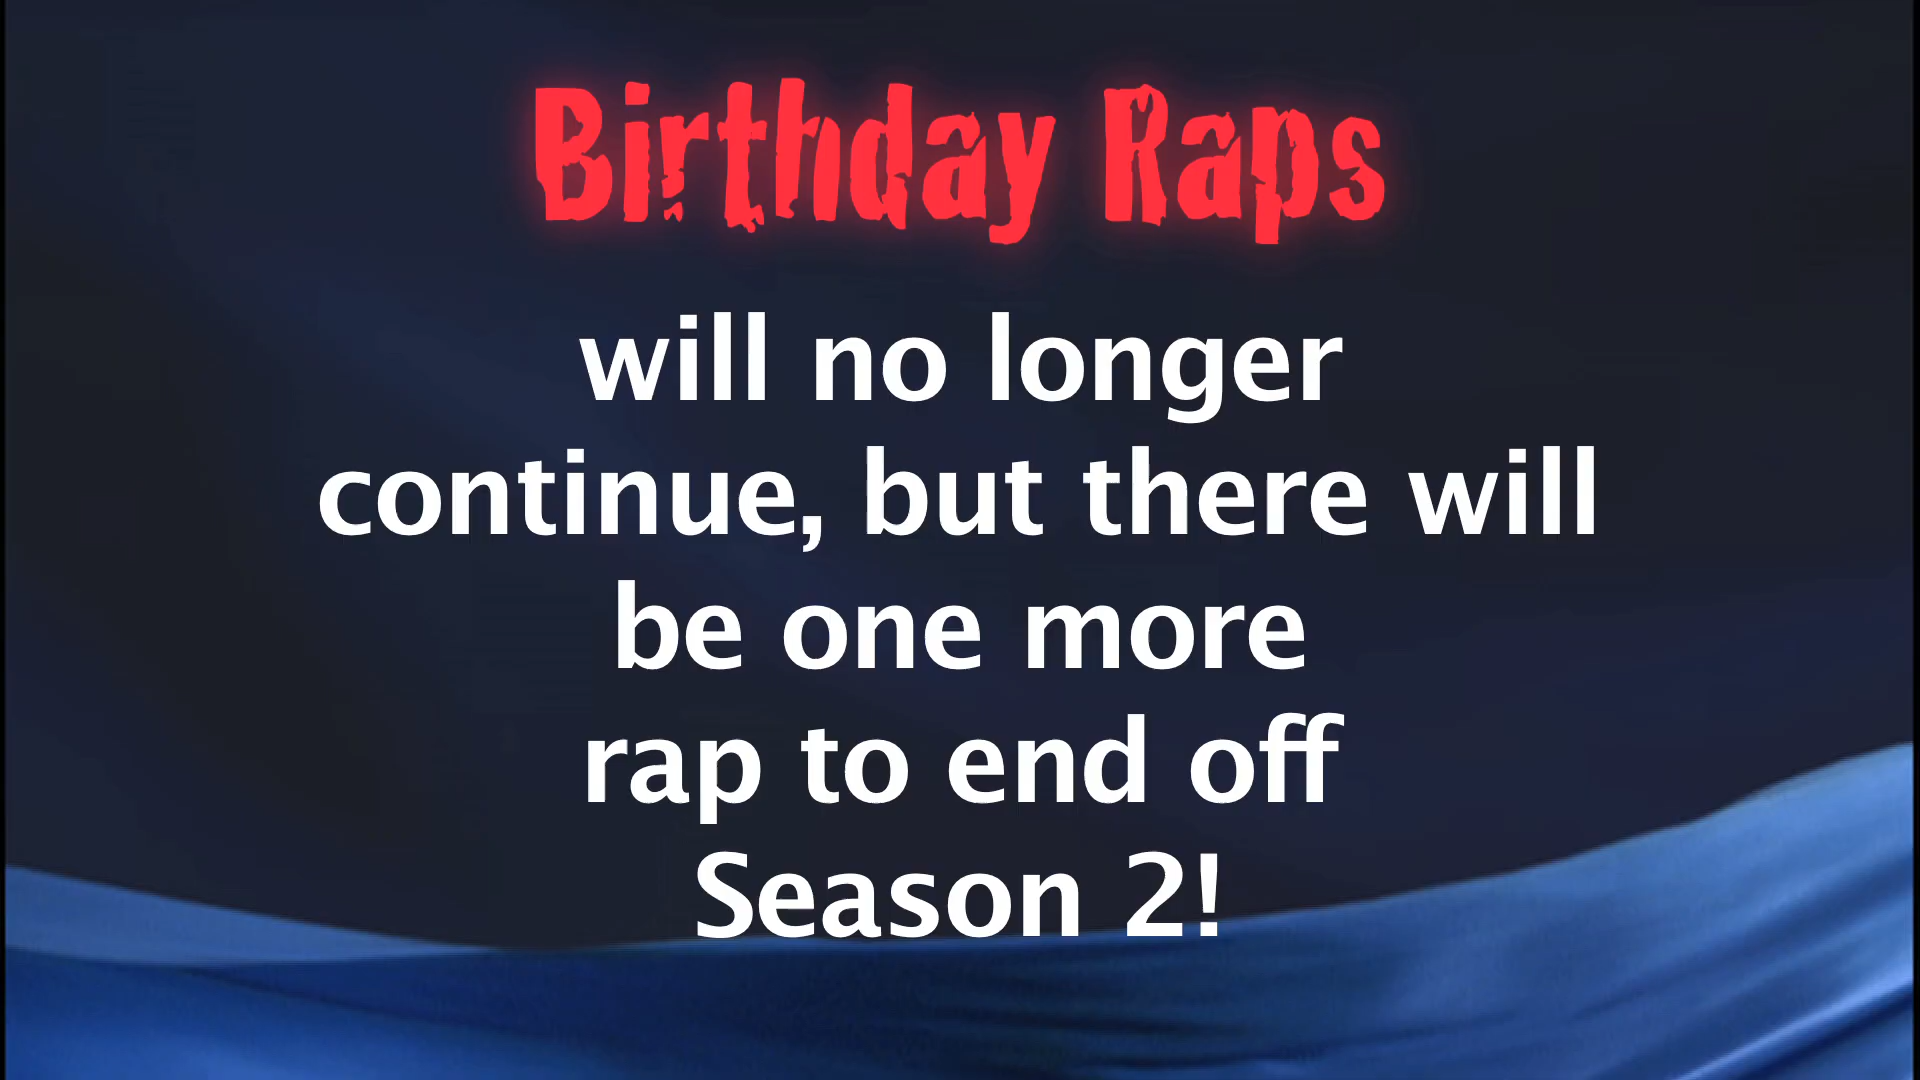 Birthday Raps
will no longer
continue, but there will
be one more
rap to end off
Season 2!